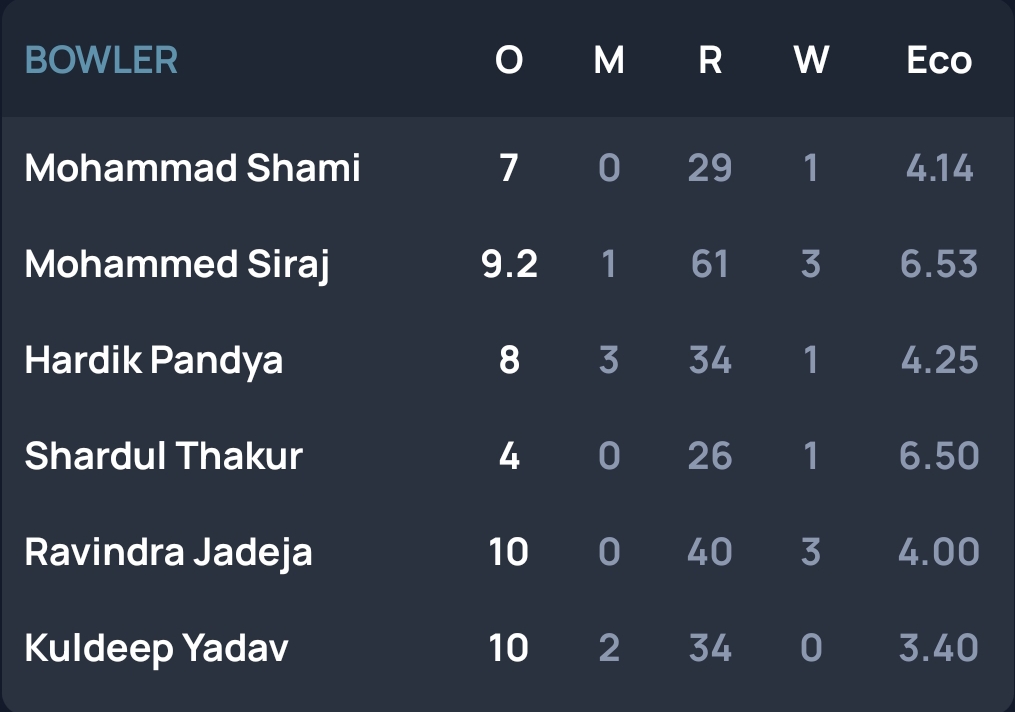 BOWLER O M R W Eco
Mohammad Shami 7 0 29 1 4.14
Mohammed Siraj 9.2 1 61 3 6.53
Hardik Pandya 8 3 34 1 4.25
Shardul Thakur 4 0 26 1 6.50
Ravindra Jadeja 10 0 40 3 4.00
Kuldeep Yadav 10 2 34 0 3.40